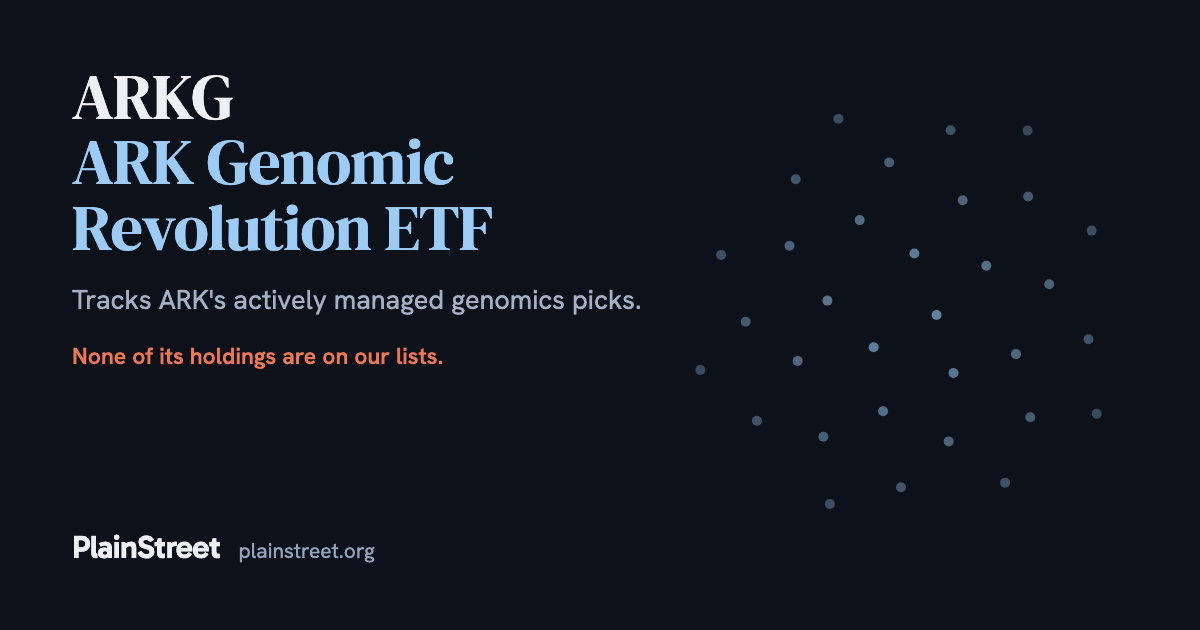 ARKG
ARK Genomic
Revolution ETF
Tracks ARK's actively managed genomics picks.
None of its holdings are on our lists.
PlainStreet plainstreet.org